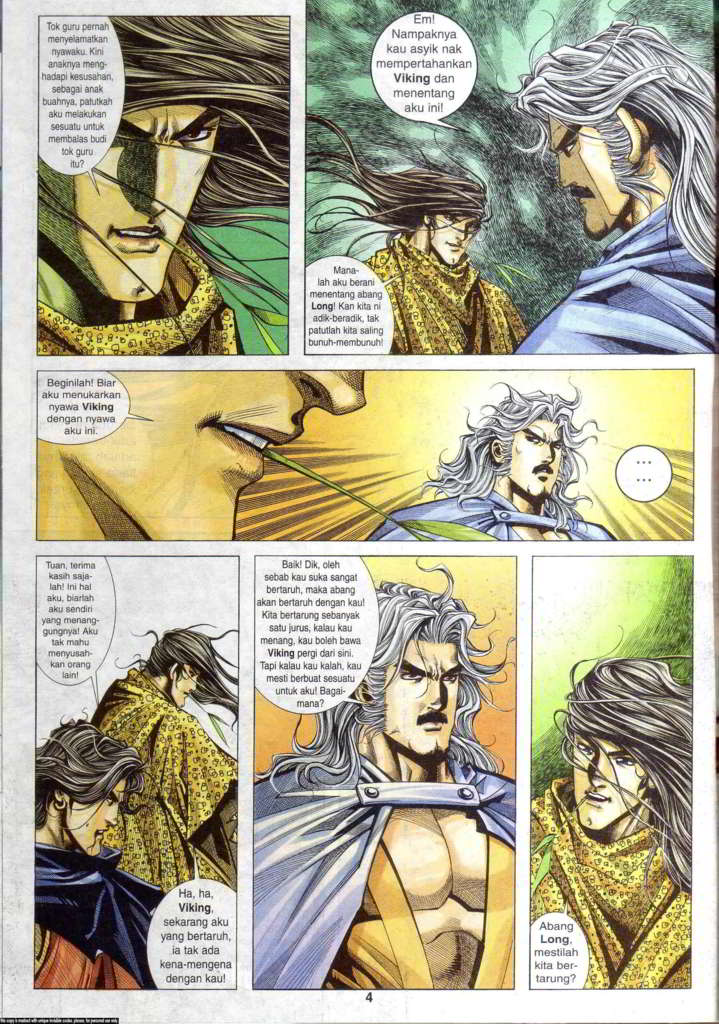 Tok guru pernah
menyelamatkan
nyawaku. Kini
anaknya meng-
hadapi kesusahan,
sebagai anak
buahnya, patutkah
aku melakukan
sesuatu untuk
membalas budi
tok guru
itu?
Em!
Nampaknya
kau asyik nak
mempertahankan
Viking dan
menentang
aku ini!
Mana-
lah aku berani
menentang abang
Long! Kan kita ni
adik-beradik, tak
patutlah kita saling
bunuh-membunuh!
Beginilah! Biar
aku menukarkan
nyawa Viking
dengan nyawa
aku ini.
...
...
Tuan, terima
kasih saja-
lah! Ini hal
aku, biarlah
aku sendiri
yang menang-
gungnya! Aku
tak mahu
menyusah-
kan orang
lain!
Ha, ha,
Viking,
sekarang aku
yang bertaruh,
ia tak ada
kena-mengena
dengan kau!
Baik! Dik, oleh
sebab kau suka sangat
bertaruh, maka abang
akan bertaruh dengan kau!
Kita bertarung sebanyak
satu jurus, kalau kau
menang, kau boleh bawa
Viking pergi dari sini.
Tapi kalau kau kalah, kau
mesti berbuat sesuatu
untuk aku! Bagai-
mana?
Abang
Long,
mestilah
kita ber-
tarung?
4